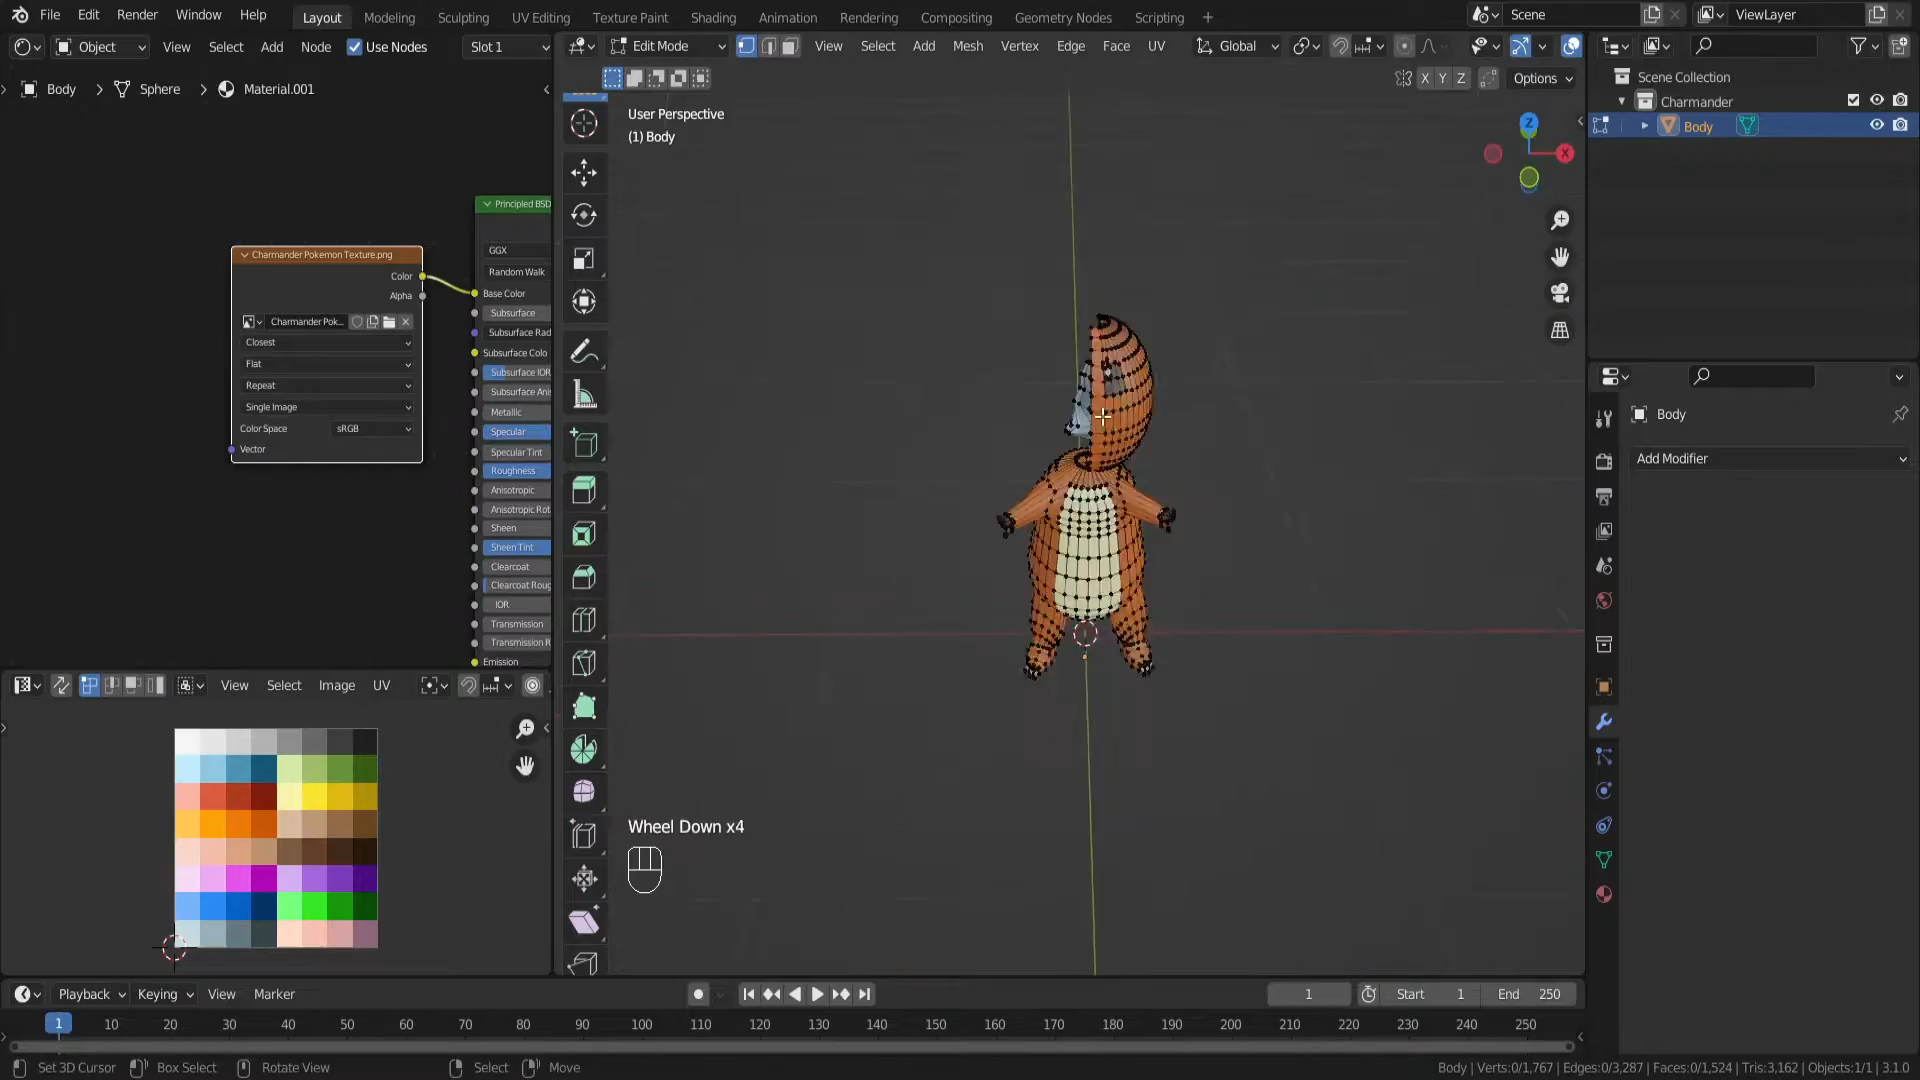 File Edit Render Window Help Layout Modeling Sculpting UV Editing Texture Paint Shading Animation Rendering Compositing Geometry Nodes Scripting + Scene ViewLayer
Object View Select Add Node Use Nodes Slot 1 Edit Mode View Select Add Mesh Vertex Edge Face UV Global
X Y Z Options
Body > Sphere > Material.001
User Perspective
(1) Body
Z
X
Scene Collection
Charmander
Body
Principled BSD
GGX
Random Walk
Base Color
Subsurface
Subsurface Rad
Subsurface Colo
Subsurface IOR
Subsurface Anis
Metallic
Specular
Specular Tint
Roughness
Anisotropic
Anisotropic Rot
Sheen
Sheen Tint
Clearcoat
Clearcoat Roug
IOR
Transmission
Transmission R
Emission
Charmander Pokemon Texture.png
Color
Alpha
Charmander Pok...
Closest
Flat
Repeat
Single Image
Color Space sRGB
Vector
Body
Add Modifier
View Select Image UV
Wheel Down x4
Playback Keying View Marker 1 Start 1 End 250
1 10 20 30 40 50 60 70 80 90 100 110 120 130 140 150 160 170 180 190 200 210 220 230 240 250
Set 3D Cursor Box Select Rotate View Select Move Body | Verts:0/1,767 | Edges:0/3,287 | Faces:0/1,524 | Tris:3,162 | Objects:1/1 | 3.1.0